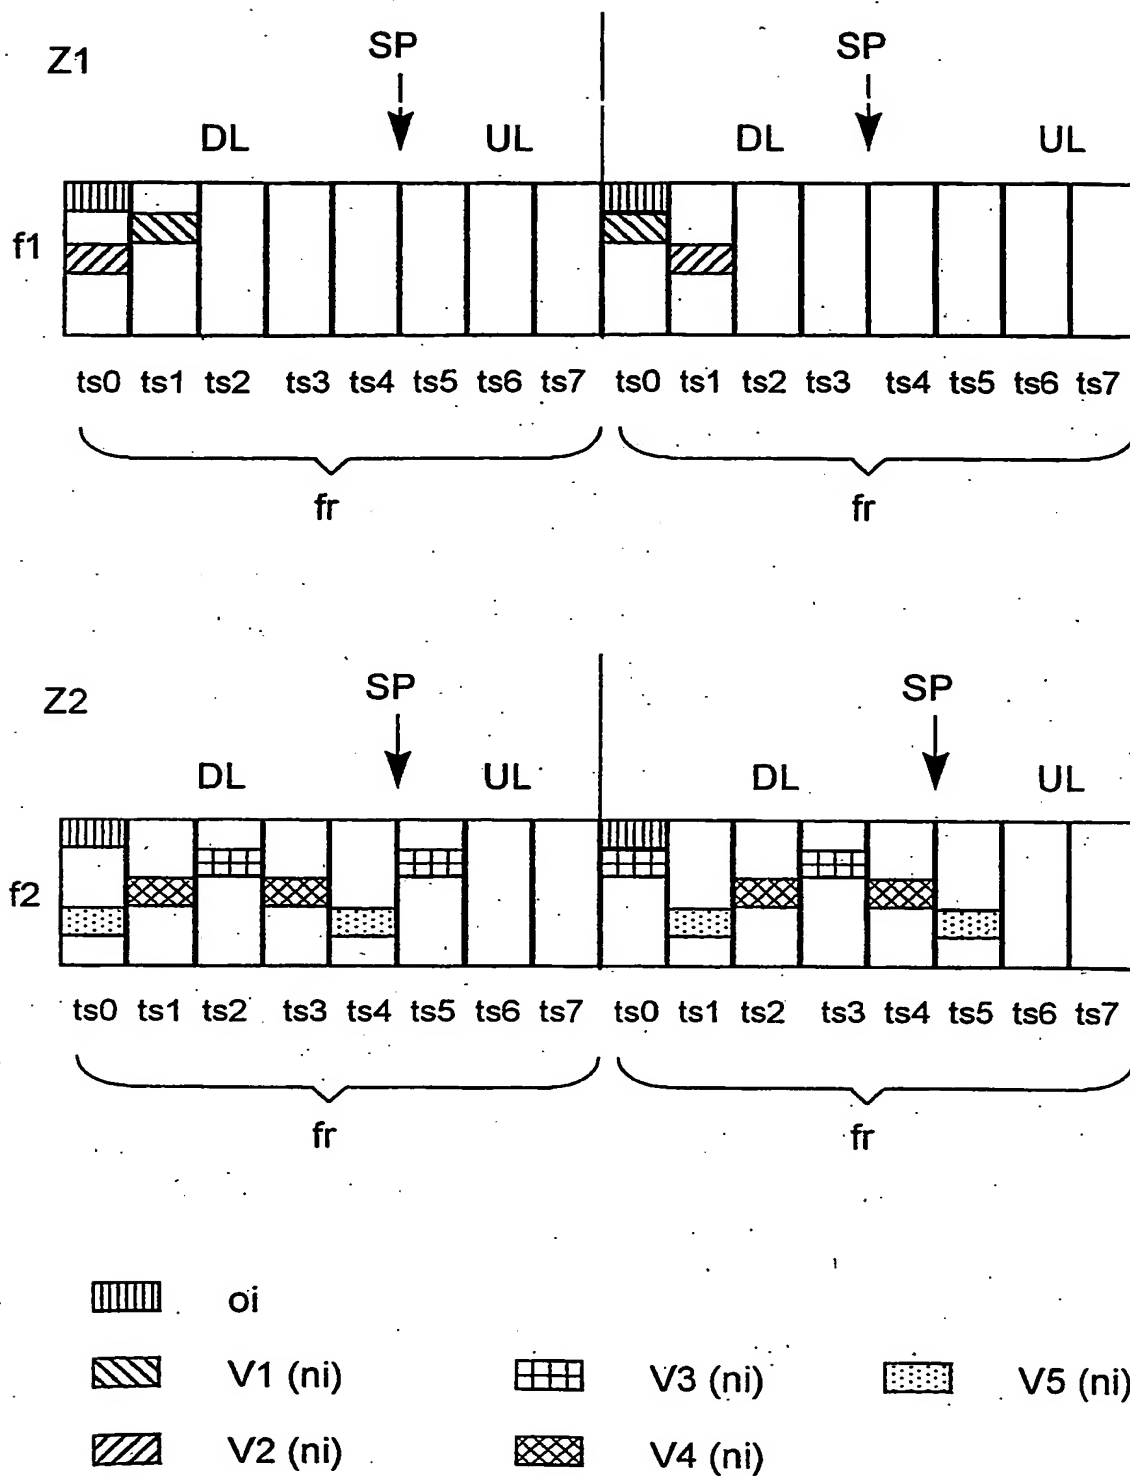 Z1
SP SP
DL UL DL UL
f1
ts0 ts1 ts2 ts3 ts4 ts5 ts6 ts7 ts0 ts1 ts2 ts3 ts4 ts5 ts6 ts7
fr fr
Z2
SP SP
DL UL DL UL
f2
ts0 ts1 ts2 ts3 ts4 ts5 ts6 ts7 ts0 ts1 ts2 ts3 ts4 ts5 ts6 ts7
fr fr
oi
V1 (ni) V3 (ni) V5 (ni)
V2 (ni) V4 (ni)